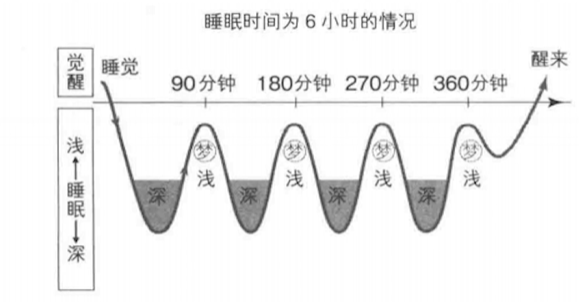 睡眠时间为6小时的情况
觉醒
睡觉
90分钟
180分钟
270分钟
360分钟
醒来
浅←睡眠→深
梦
浅
梦
浅
梦
浅
梦
浅
深
深
深
深